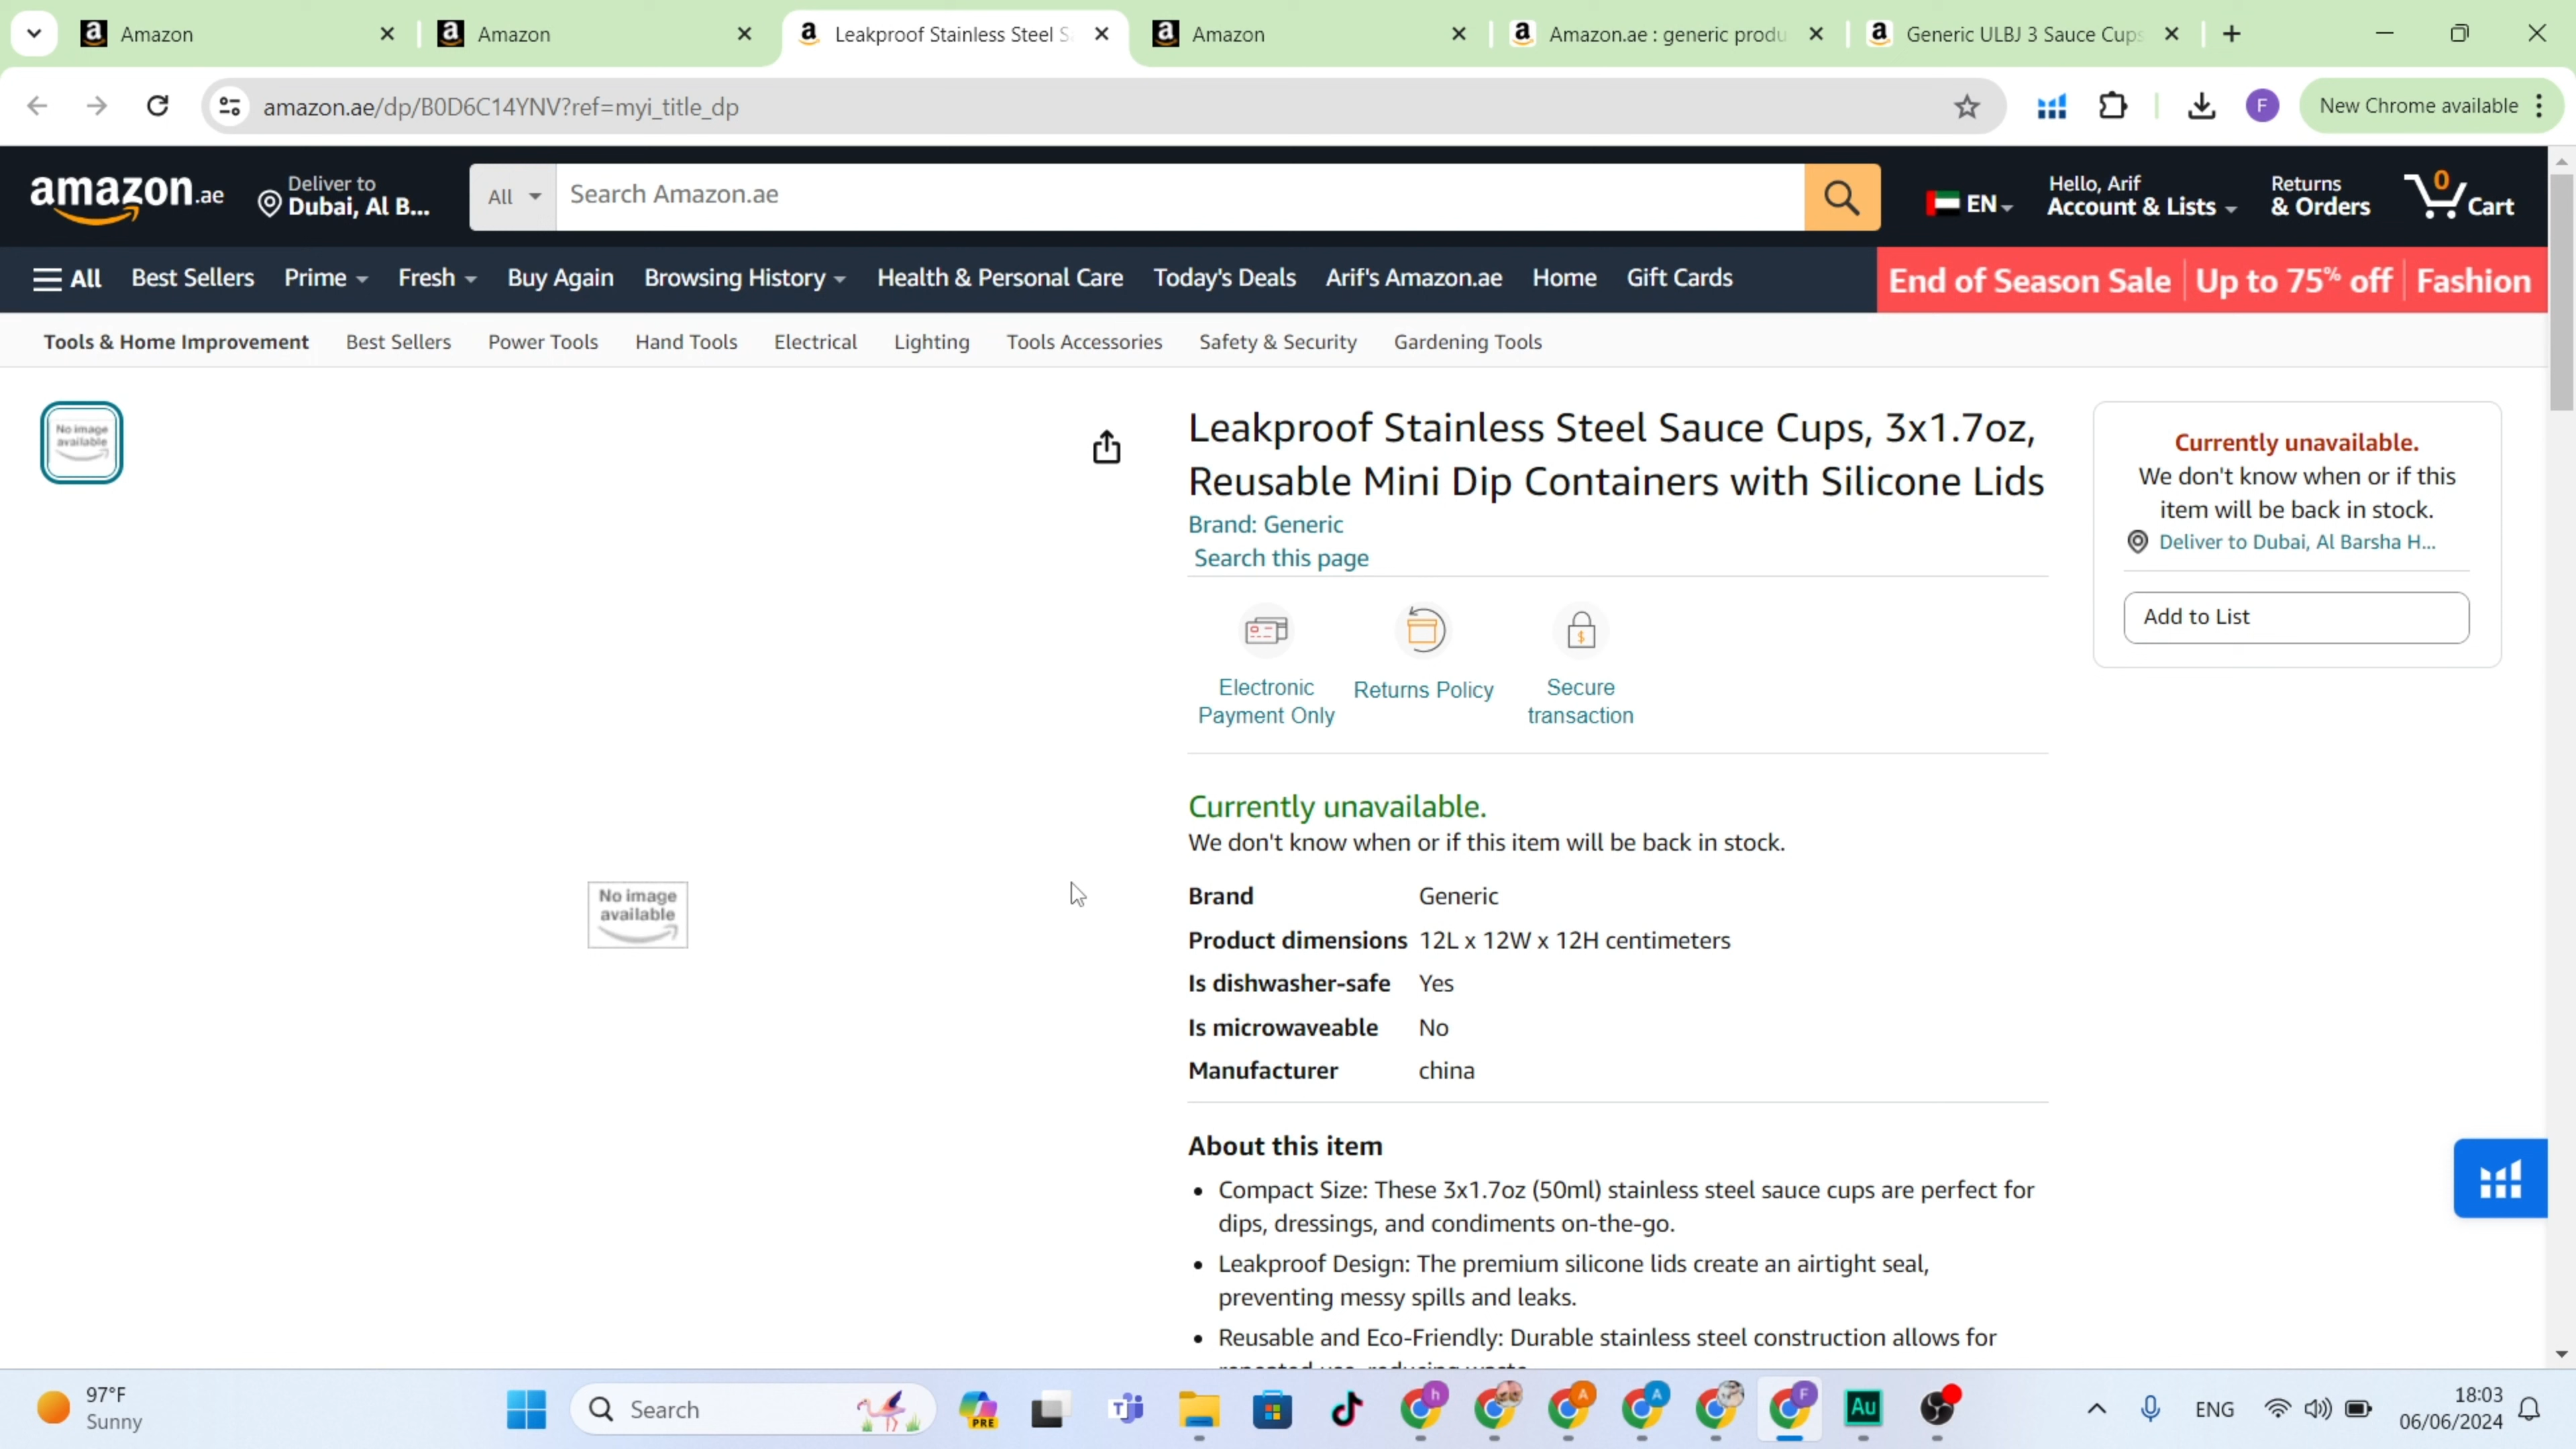 Amazon
Amazon
Leakproof Stainless Steel S
Amazon
Amazon.ae : generic produ
Generic ULBJ 3 Sauce Cups
amazon.ae/dp/B0D6C14YNV?ref=myi_title_dp
F
New Chrome available
amazon.ae
Deliver to
Dubai, Al B...
All
Search Amazon.ae
EN
Hello, Arif
Account & Lists
Returns
& Orders
0
Cart
All
Best Sellers
Prime
Fresh
Buy Again
Browsing History
Health & Personal Care
Today's Deals
Arif's Amazon.ae
Home
Gift Cards
End of Season Sale
Up to 75% off
Fashion
Tools & Home Improvement
Best Sellers
Power Tools
Hand Tools
Electrical
Lighting
Tools Accessories
Safety & Security
Gardening Tools
No image
available
Leakproof Stainless Steel Sauce Cups, 3x1.7oz,
Reusable Mini Dip Containers with Silicone Lids
Brand: Generic
Search this page
Currently unavailable.
We don't know when or if this
item will be back in stock.
Deliver to Dubai, Al Barsha H...
Add to List
Electronic
Payment Only
Returns Policy
Secure
transaction
Currently unavailable.
We don't know when or if this item will be back in stock.
No image
available
Brand Generic
Product dimensions 12L x 12W x 12H centimeters
Is dishwasher-safe Yes
Is microwaveable No
Manufacturer china
About this item
Compact Size: These 3x1.7oz (50ml) stainless steel sauce cups are perfect for
dips, dressings, and condiments on-the-go.
Leakproof Design: The premium silicone lids create an airtight seal,
preventing messy spills and leaks.
Reusable and Eco-Friendly: Durable stainless steel construction allows for
97°F
Sunny
Search
PRE
h
A
A
F
Au
ENG
18:03
06/06/2024